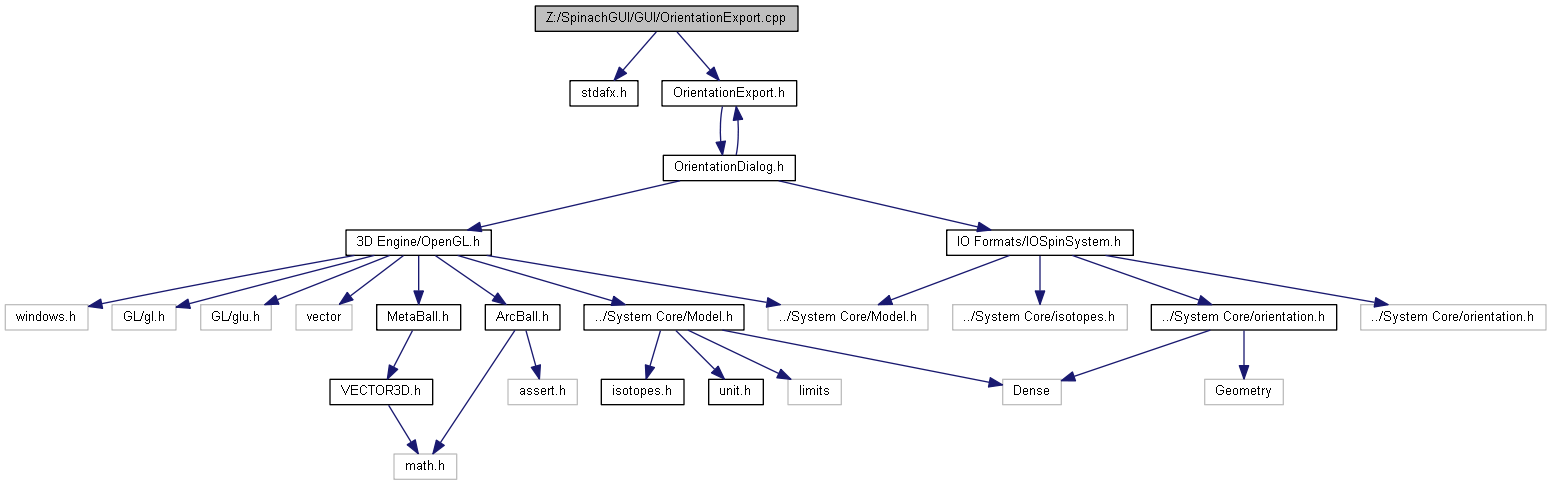 Z:/SpinachGUI/GUI/OrientationExport.cpp
stdafx.h
OrientationExport.h
OrientationDialog.h
3D Engine/OpenGL.h
IO Formats/IOSpinSystem.h
windows.h
GL/gl.h
GL/glu.h
vector
MetaBall.h
ArcBall.h
../System Core/Model.h
../System Core/Model.h
../System Core/isotopes.h
../System Core/orientation.h
../System Core/orientation.h
VECTOR3D.h
assert.h
isotopes.h
unit.h
limits
Dense
Geometry
math.h